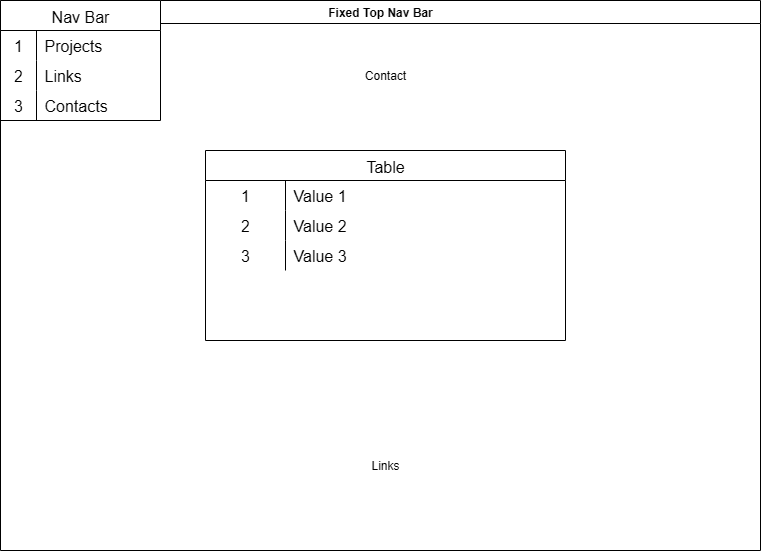 Nav Bar
Fixed Top Nav Bar
1 Projects
2 Links
3 Contacts
Contact
Table
1 Value 1
2 Value 2
3 Value 3
Links